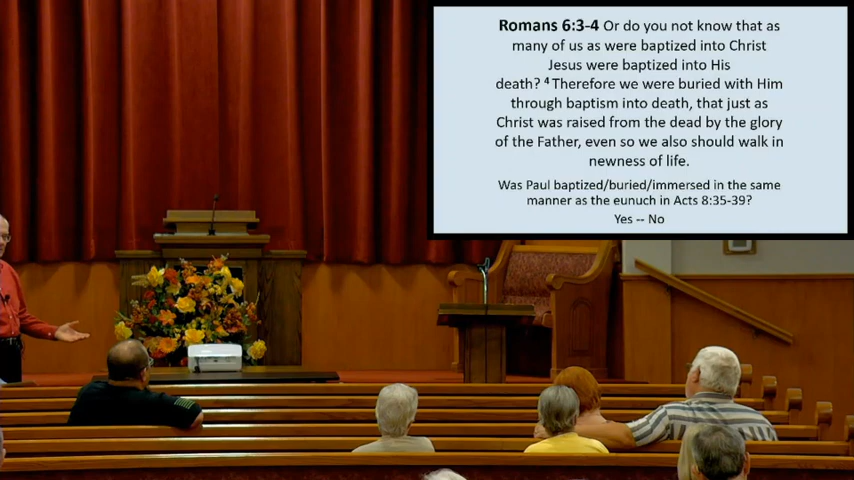 Romans 6:3-4 Or do you not know that as
many of us as were baptized into Christ
Jesus were baptized into His
death? ⁴ Therefore we were buried with Him
through baptism into death, that just as
Christ was raised from the dead by the glory
of the Father, even so we also should walk in
newness of life.
Was Paul baptized/buried/immersed in the same
manner as the eunuch in Acts 8:35-39?
Yes -- No